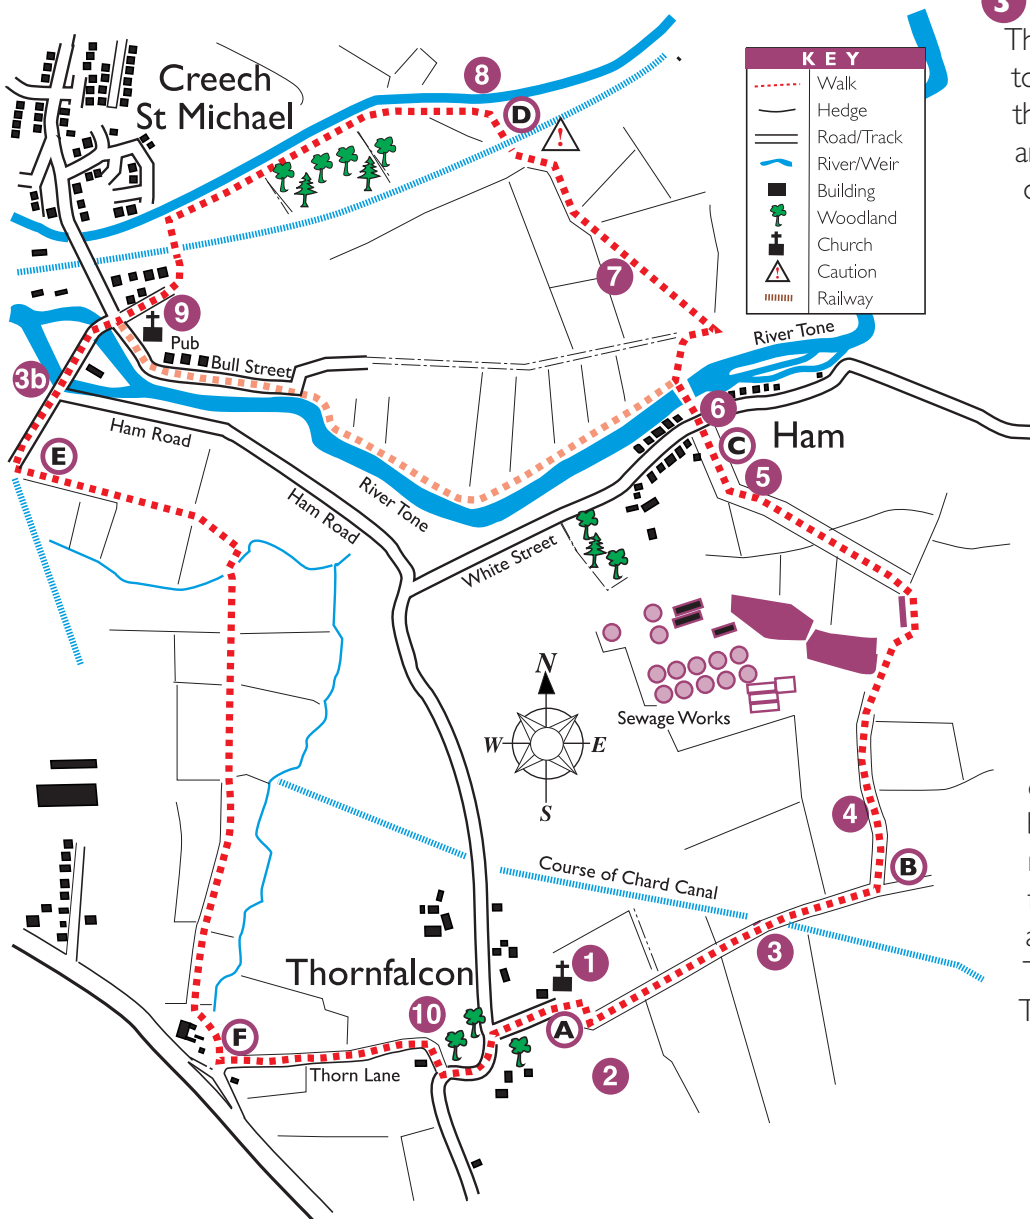 3
Th
to
th
ar
KEY
Walk
Hedge
Road/Track
River/Weir
Building
Woodland
Church
Caution
Railway
Creech
St Michael
8
D
!
7
9
Pub
Bull Street
River Tone
3b
Ham Road
E
Ham Road
River Tone
6
C
Ham
5
White Street
N
W
E
S
Sewage Works
4
B
Course of Chard Canal
3
Thornfalcon
1
10
A
F
Thorn Lane
2
T